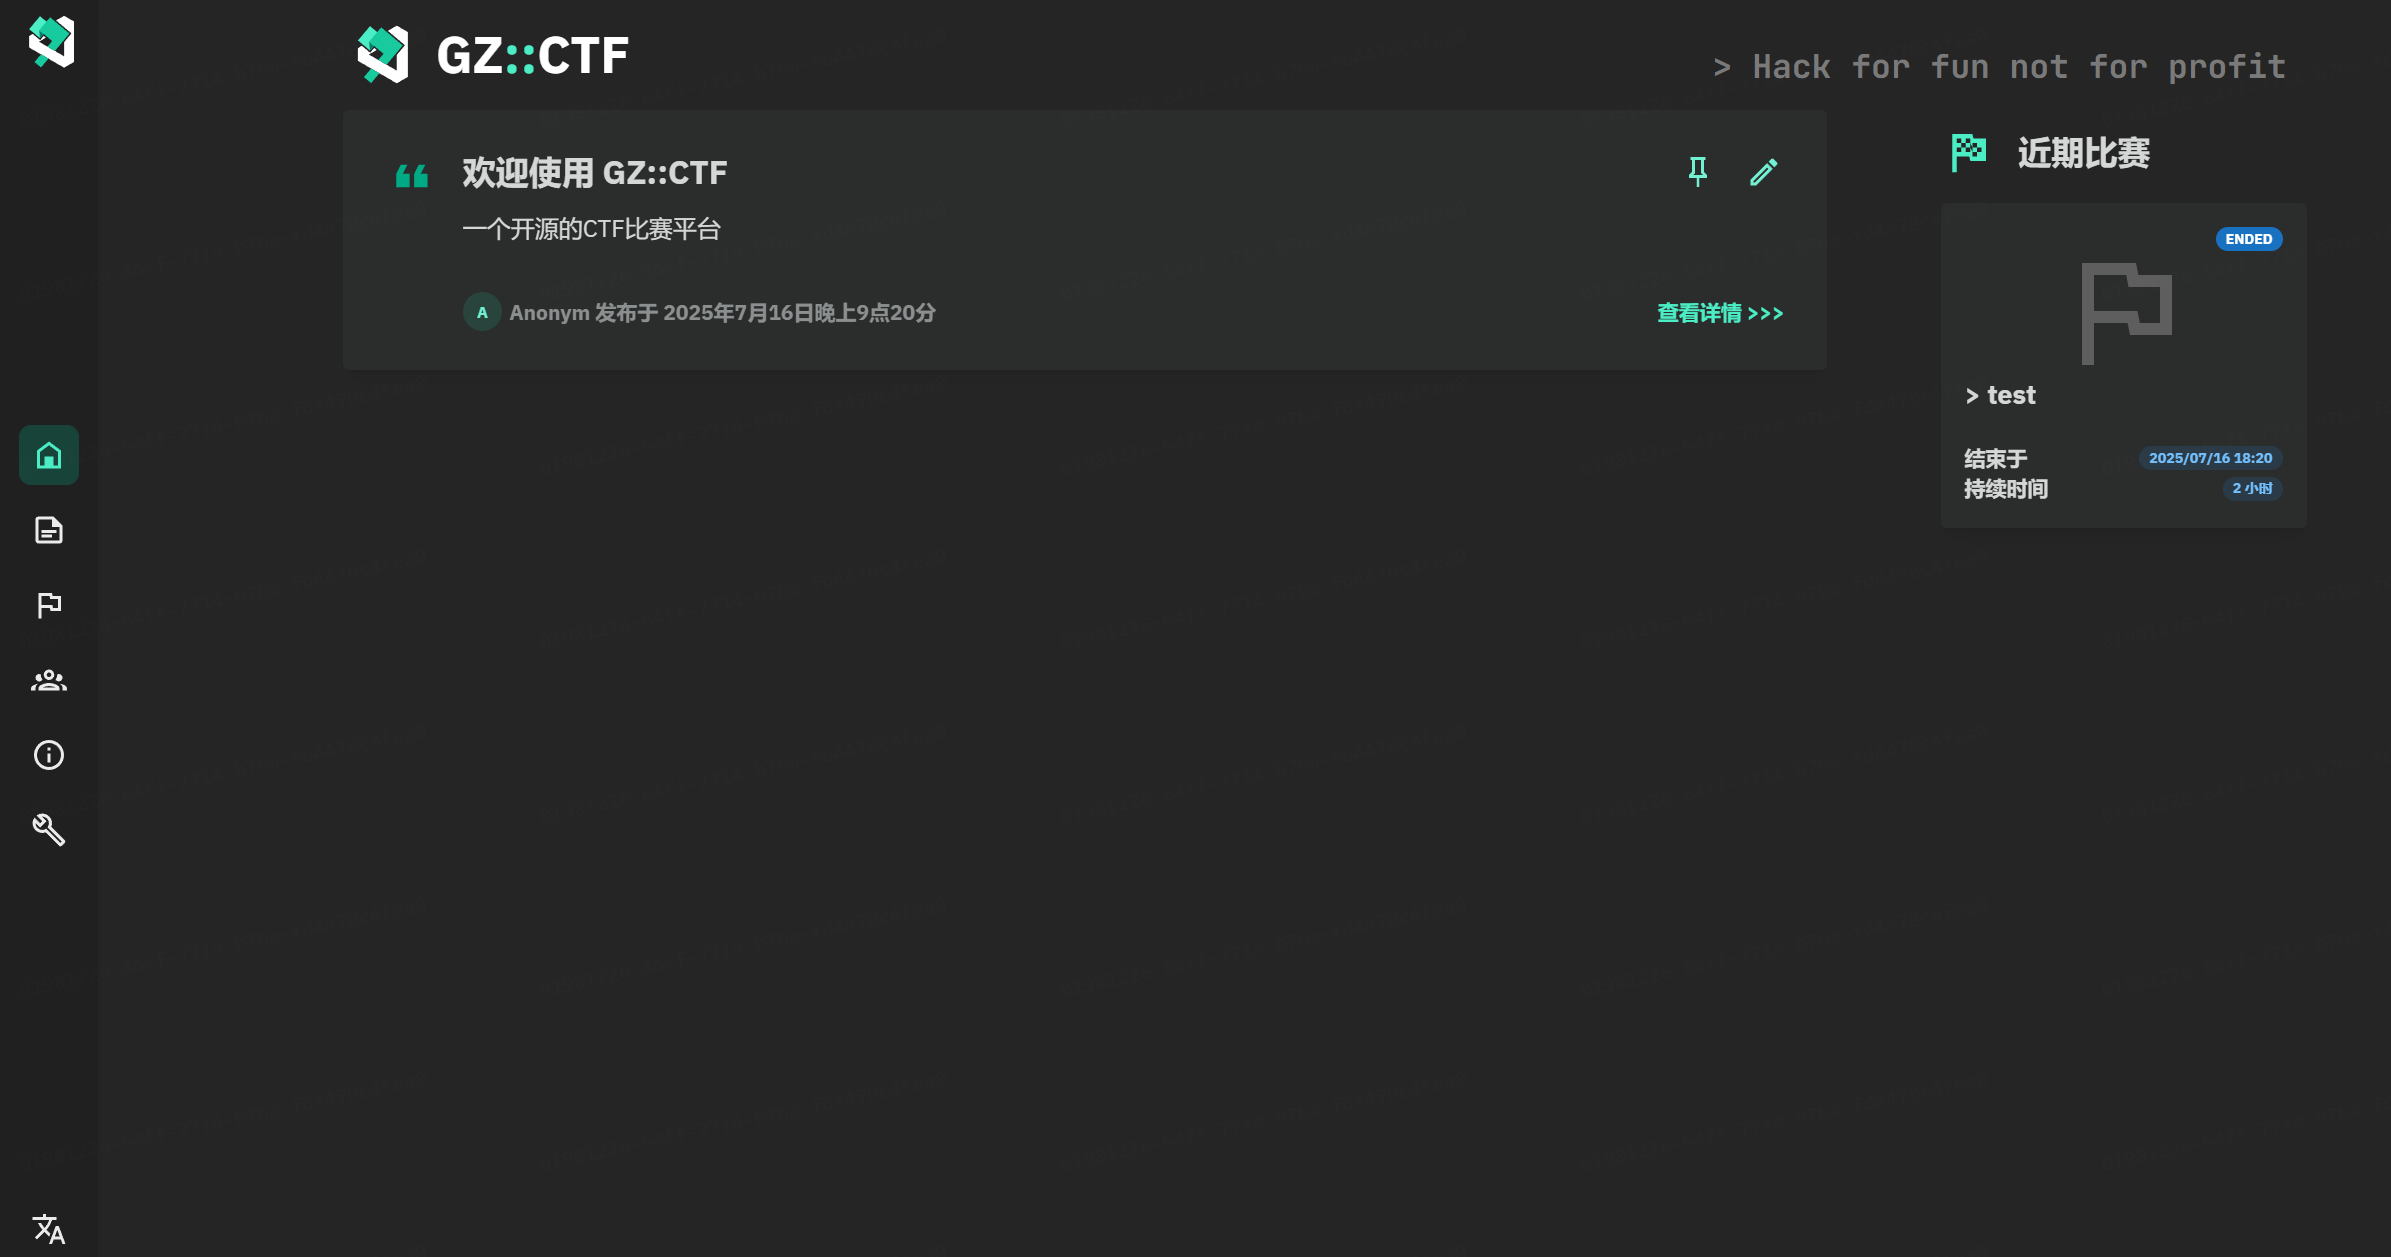 GZ::CTF
> Hack for fun not for profit
欢迎使用 GZ::CTF
一个开源的CTF比赛平台
A Anonym 发布于 2025年7月16日晚上9点20分
查看详情 >>>
近期比赛
ENDED
> test
结束于 2025/07/16 18:20
持续时间 2 小时